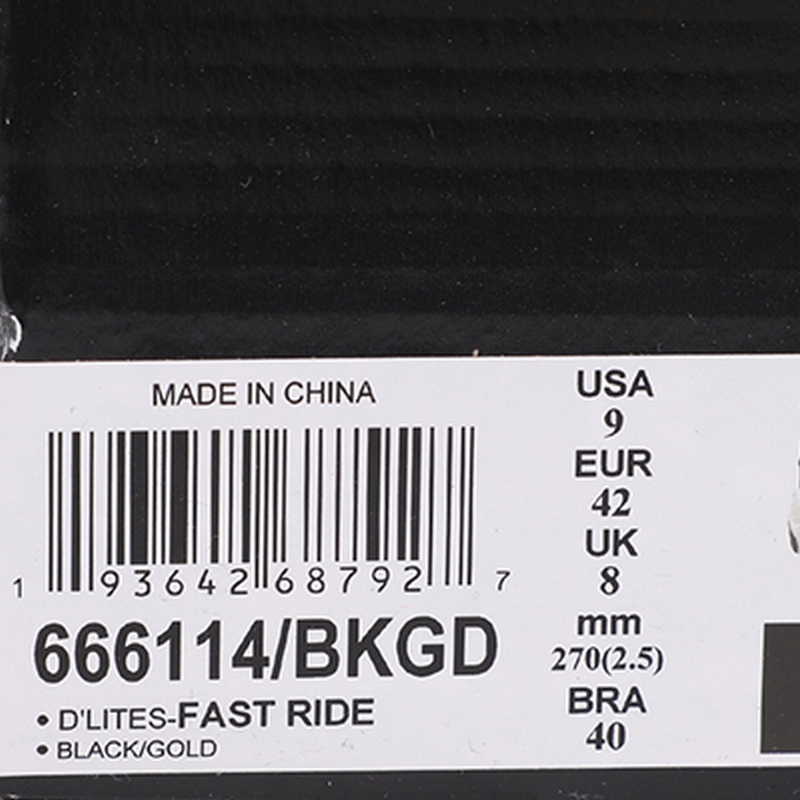 MADE IN CHINA
1 93642 68792 7
666114/BKGD
• D'LITES-FAST RIDE
• BLACK/GOLD
USA
9
EUR
42
UK
8
mm
270(2.5)
BRA
40